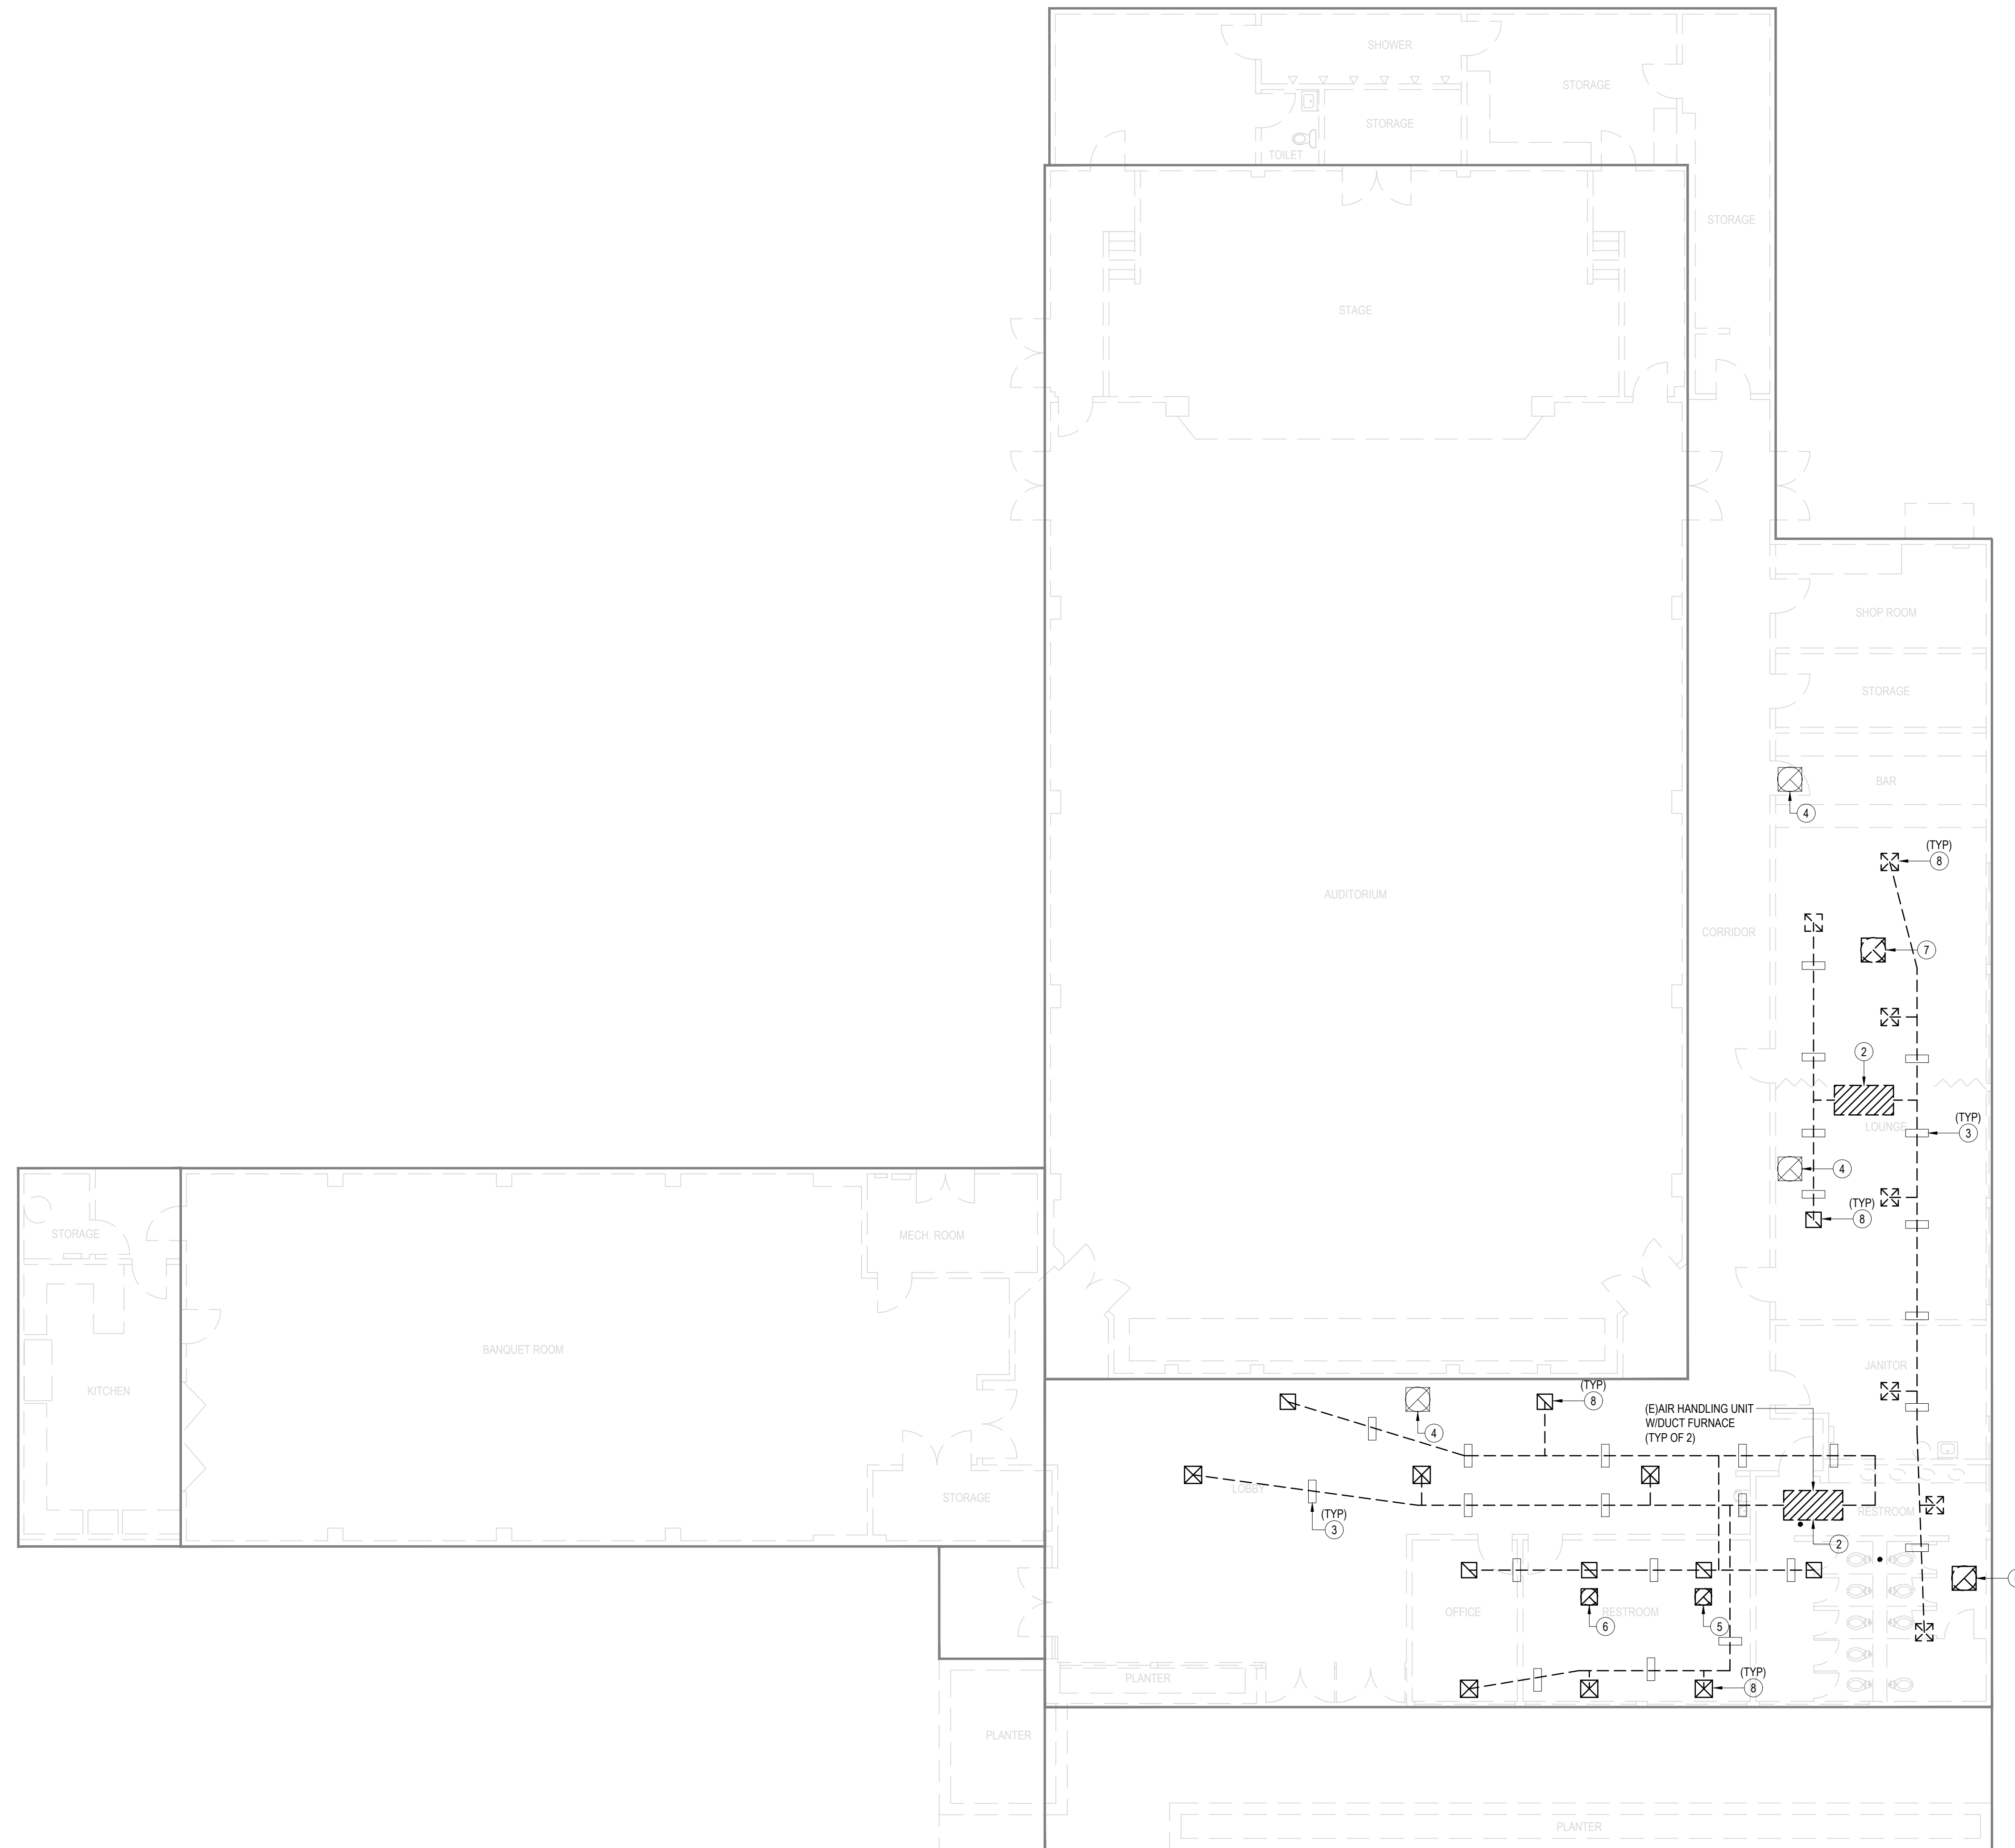 SHOWER
STORAGE
STORAGE
TOILET
STORAGE
STAGE
SHOP ROOM
STORAGE
BAR
4
(TYP)
8
AUDITORIUM
CORRIDOR
7
2
(TYP)
3
LOUNGE
4
(TYP)
8
STORAGE
MECH. ROOM
BANQUET ROOM
KITCHEN
JANITOR
(TYP)
8
4
(E)AIR HANDLING UNIT
W/DUCT FURNACE
(TYP OF 2)
LOBBY
STORAGE
(TYP)
3
RESTROOM
2
OFFICE
RESTROOM
6
5
(TYP)
8
PLANTER
PLANTER
PLANTER